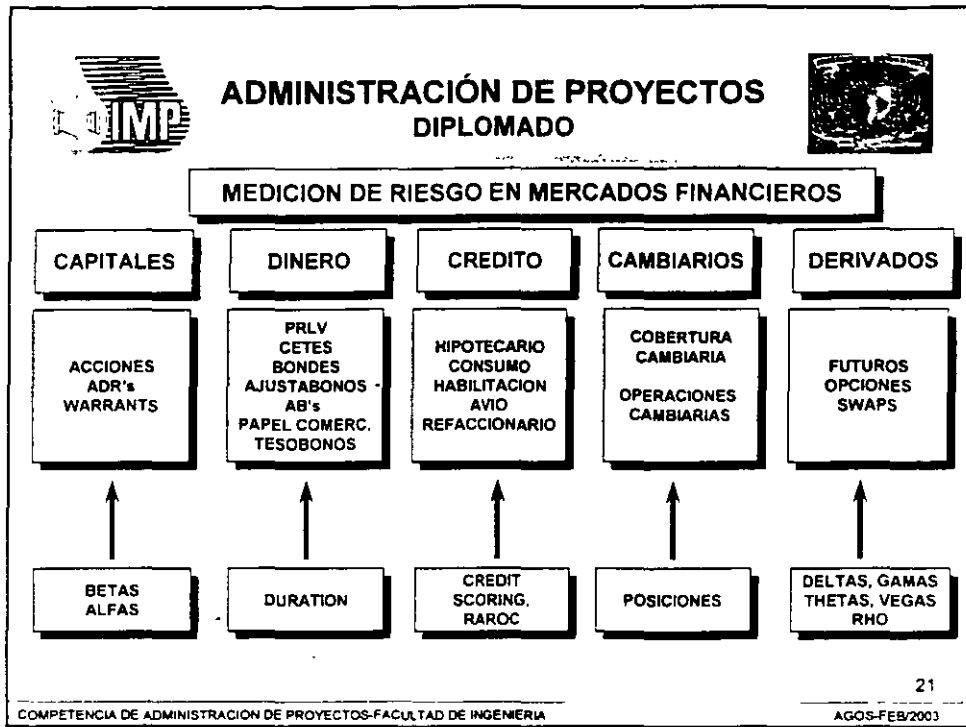 IMP
ADMINISTRACIÓN DE PROYECTOS
DIPLOMADO
MEDICION DE RIESGO EN MERCADOS FINANCIEROS
CAPITALES
DINERO
CREDITO
CAMBIARIOS
DERIVADOS
ACCIONES
ADR's
WARRANTS
PRLV
CETES
BONDES
AJUSTABONOS
AB's
PAPEL COMERC.
TESOBONOS
HIPOTECARIO
CONSUMO
HABILITACION
AVIO
REFACCIONARIO
COBERTURA
CAMBIARIA
OPERACIONES
CAMBIARIAS
FUTUROS
OPCIONES
SWAPS
BETAS
ALFAS
DURATION
CREDIT
SCORING,
RAROC
POSICIONES
DELTAS, GAMAS
THETAS, VEGAS
RHO
21
COMPETENCIA DE ADMINISTRACION DE PROYECTOS-FACULTAD DE INGENIERIA
AGOS-FEB/2003